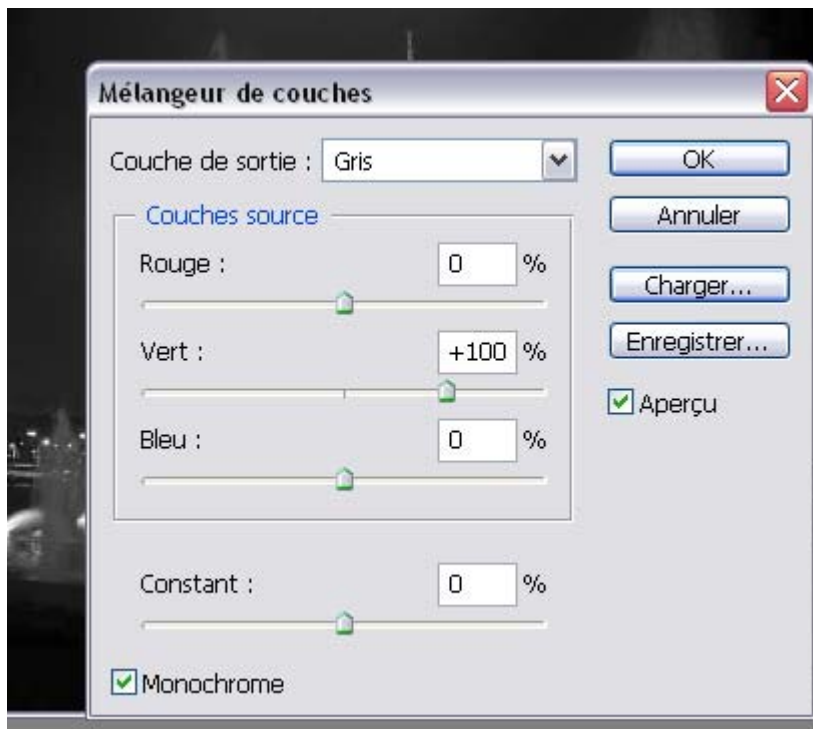 Mélangeur de couches
Couche de sortie : Gris
OK
Couches source
Annuler
Rouge : 0 %
Charger...
Vert : +100 %
Enregistrer...
Aperçu
Bleu : 0 %
Constant : 0 %
Monochrome